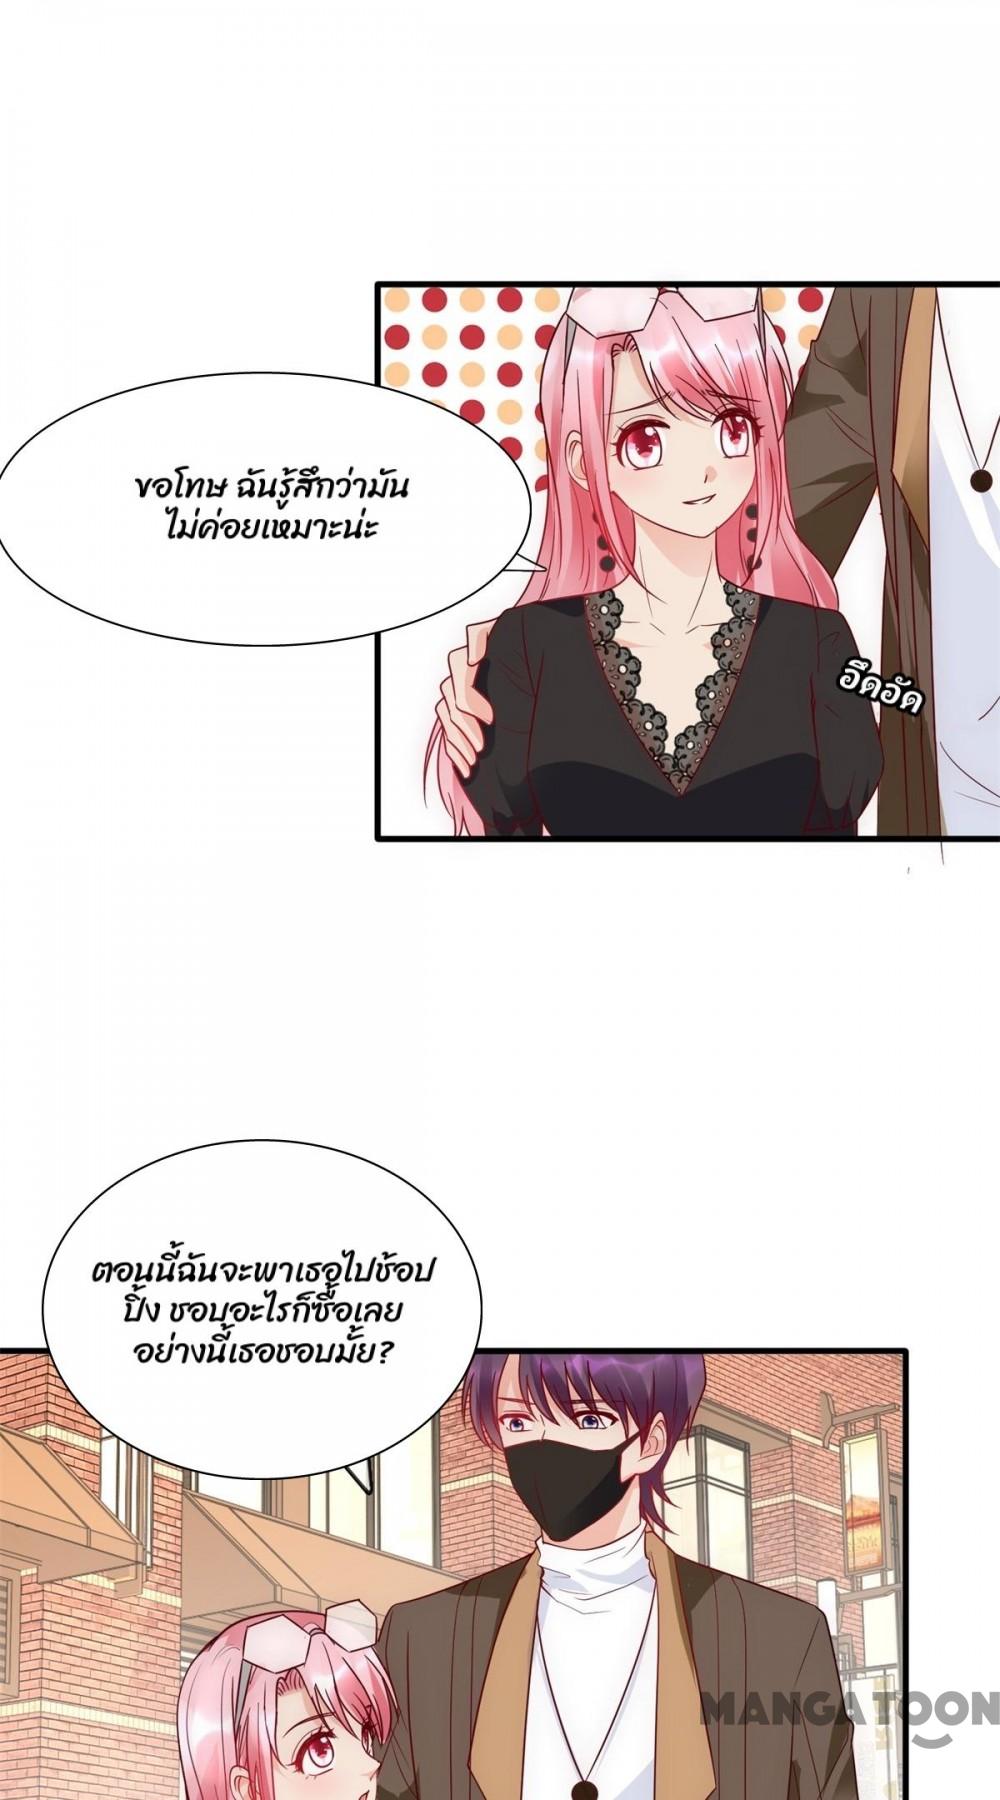 ขอโทษ ฉันรู้สึกว่ามัน
ไม่ค่อยเหมาะน่ะ
อึดอัด
ตอนนี้ฉันจะพาเธอไปช้อป
ปิ้ง ชอบอะไรก็ซื้อเลย
อย่างนี้เธอชอบมั้ย?
MANGATOON